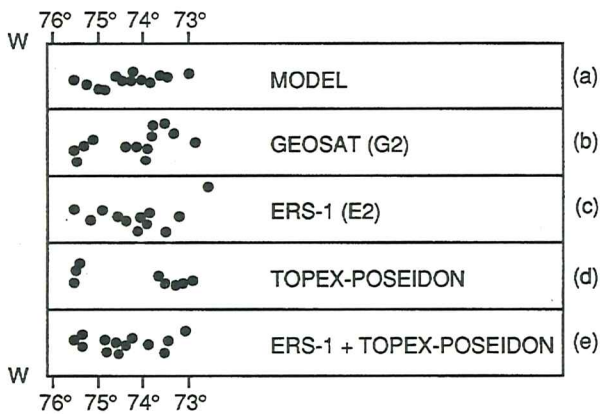 76° 75° 74° 73°
W
MODEL (a)
GEOSAT (G2) (b)
ERS-1 (E2) (c)
TOPEX-POSEIDON (d)
ERS-1 + TOPEX-POSEIDON (e)
W
76° 75° 74° 73°